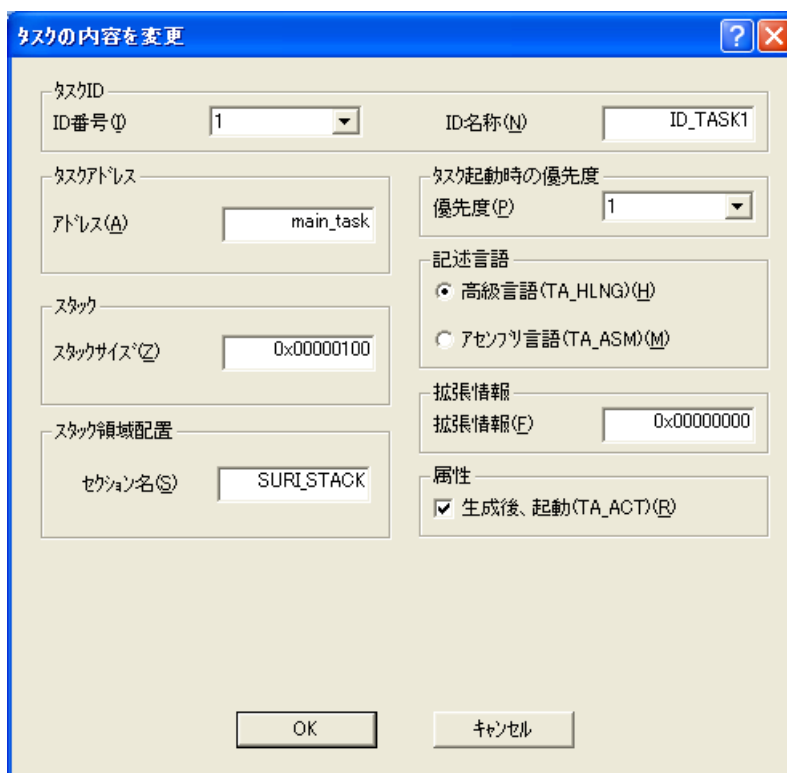 タスクの内容を変更
タスクID
ID番号(I) 1 ID名称(N) ID_TASK1
タスクアドレス
アドレス(A) main_task
タスク起動時の優先度
優先度(P) 1
記述言語
高級言語(TA_HLNG)(H)
アセンブリ言語(TA_ASM)(M)
スタック
スタックサイズ(Z) 0x00000100
拡張情報
拡張情報(F) 0x00000000
スタック領域配置
セクション名(S) SURI_STACK
属性
生成後、起動(TA_ACT)(R)
OK キャンセル